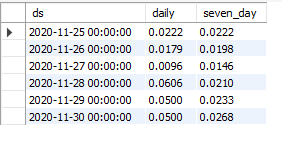 ds daily seven_day
2020-11-25 00:00:00 0.0222 0.0222
2020-11-26 00:00:00 0.0179 0.0198
2020-11-27 00:00:00 0.0096 0.0146
2020-11-28 00:00:00 0.0606 0.0210
2020-11-29 00:00:00 0.0500 0.0233
2020-11-30 00:00:00 0.0500 0.0268